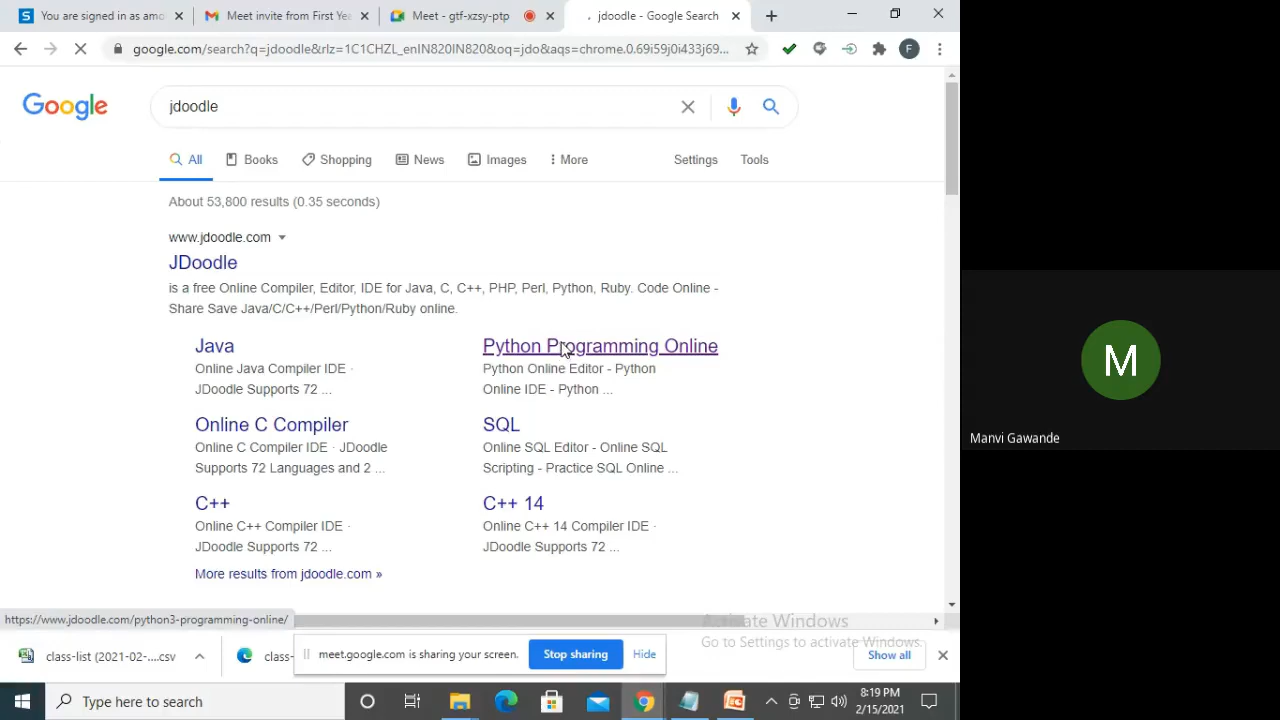 You are signed in as amo
Meet invite from First Ye
Meet - gtf-xzsy-ptp
jdoodle - Google Search
google.com/search?q=jdoodle&rlz=1C1CHZL_enIN820IN820&oq=jdo&aqs=chrome.0.69i59j0i433j69...
F
Google
jdoodle
All
Books
Shopping
News
Images
More
Settings
Tools
About 53,800 results (0.35 seconds)
www.jdoodle.com
JDoodle
is a free Online Compiler, Editor, IDE for Java, C, C++, PHP, Perl, Python, Ruby. Code Online -
Share Save Java/C/C++/Perl/Python/Ruby online.
Java
Online Java Compiler IDE ·
JDoodle Supports 72 ...
Python Programming Online
Python Online Editor - Python
Online IDE - Python ...
Online C Compiler
Online C Compiler IDE · JDoodle
Supports 72 Languages and 2 ...
SQL
Online SQL Editor - Online SQL
Scripting - Practice SQL Online ...
C++
Online C++ Compiler IDE ·
JDoodle Supports 72 ...
C++ 14
Online C++ 14 Compiler IDE ·
JDoodle Supports 72 ...
More results from jdoodle.com »
https://www.jdoodle.com/python3-programming-online/
Activate Windows
Go to Settings to activate Windows.
class-list (2021-02-....csv
class-
meet.google.com is sharing your screen.
Stop sharing
Hide
Show all
Type here to search
8:19 PM
2/15/2021
M
Manvi Gawande